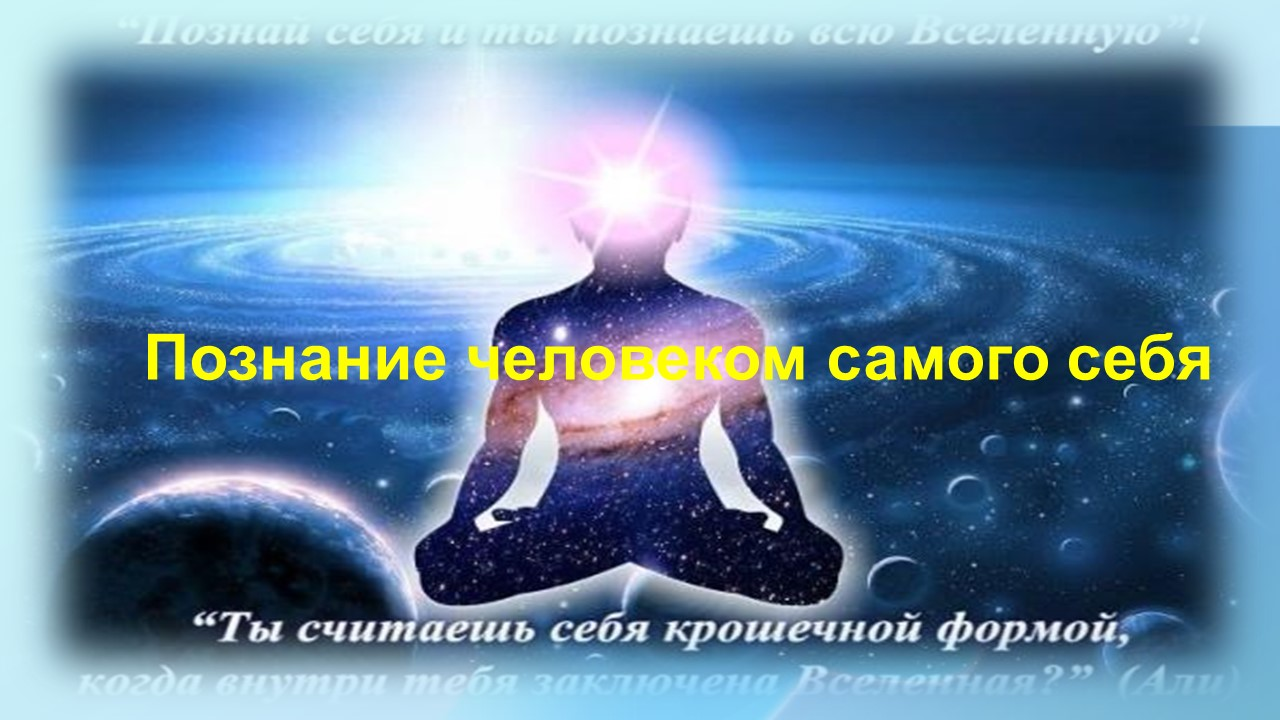 “Познай себя и ты познаешь всю Вселенную”!
Познание человеком самого себя
“Ты считаешь себя крошечной формой,
когда внутри тебя заключена Вселенная?” (Али)